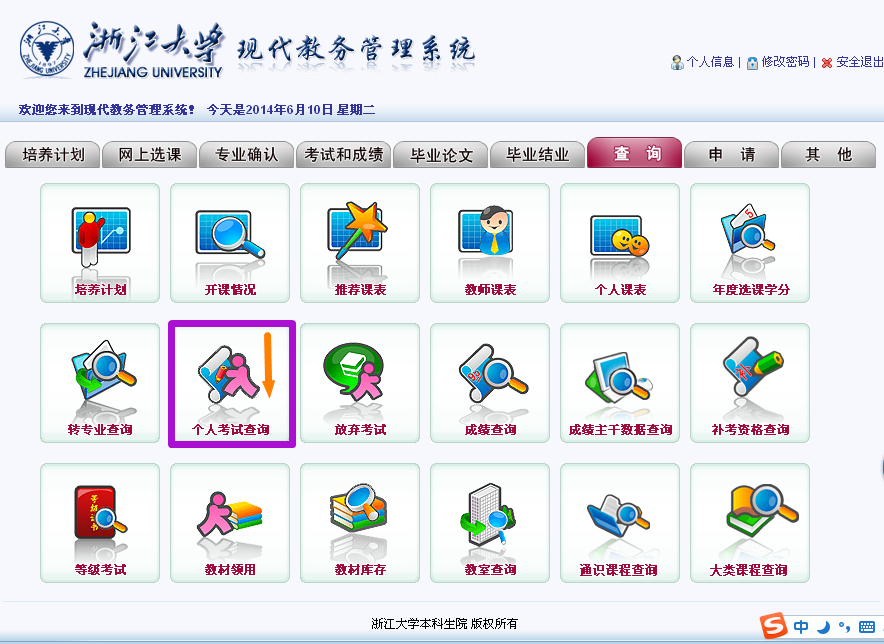 浙江大学
ZHEJIANG UNIVERSITY
现代教务管理系统
个人信息 | 修改密码 | 安全退出
欢迎您来到现代教务管理系统! 今天是2014年6月10日 星期二
培养计划 网上选课 专业确认 考试和成绩 毕业论文 毕业结业 查 询 申 请 其 他
培养计划 开课情况 推荐课表 教师课表 个人课表 年度选课学分
转专业查询 个人考试查询 放弃考试 成绩查询 成绩主干数据查询 补考资格查询
等级考试 教材领用 教材库存 教室查询 通识课程查询 大类课程查询
浙江大学本科生院 版权所有
中